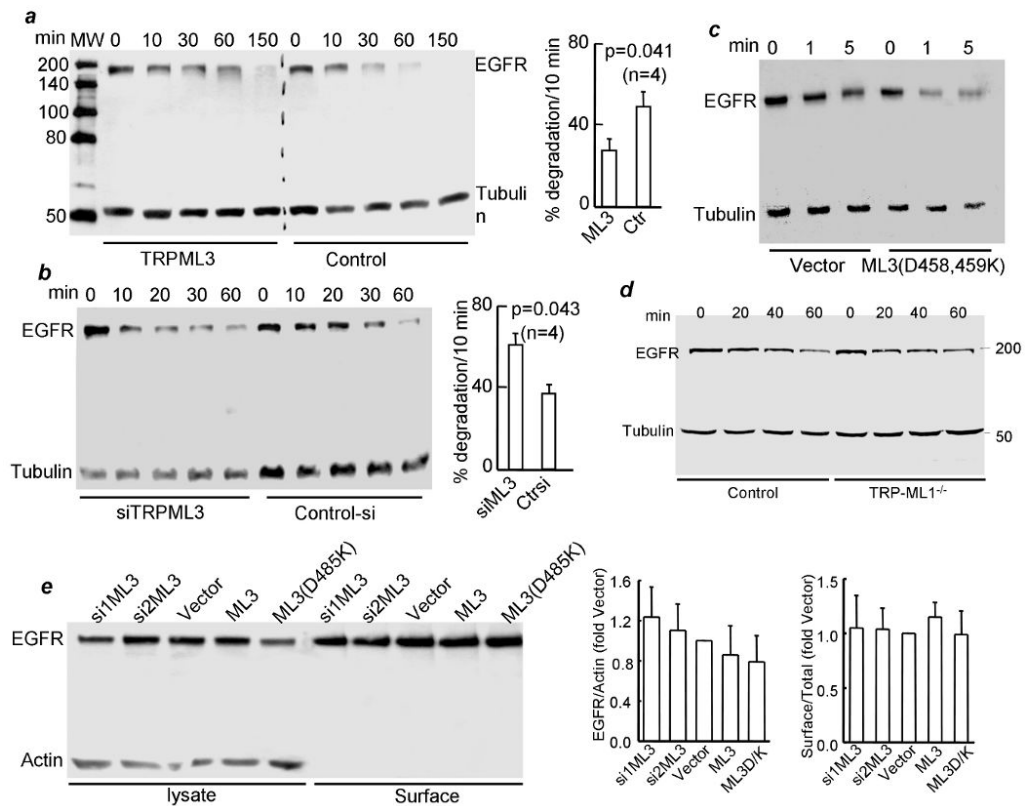 a
min MW 0 10 30 60 150 0 10 30 60 150
200
140
100
80
50
EGFR
Tubuli
n
TRPML3 Control
80
40
0
% degradation/10 min
p=0.041
(n=4)
ML3 Ctr
c
min 0 1 5 0 1 5
EGFR
Tubulin
Vector ML3(D458,459K)
b
min 0 10 20 30 60 0 10 20 30 60
EGFR
Tubulin
siTRPML3 Control-si
80
40
0
% degradation/10 min
p=0.043
(n=4)
siML3 Ctrsi
d
min 0 20 40 60 0 20 40 60
EGFR
200
Tubulin
50
Control TRP-ML1-/-
e
si1ML3 si2ML3 Vector ML3 ML3(D485K) si1ML3 si2ML3 Vector ML3 ML3(D485K)
EGFR
Actin
lysate Surface
1.6
1.2
0.8
0.4
0.0
EGFR/Actin (fold Vector)
si1ML3 si2ML3 Vector ML3 ML3D/K
1.5
1.0
0.5
0.0
Surface/Total (fold Vector)
si1ML3 si2ML3 Vector ML3 ML3D/K